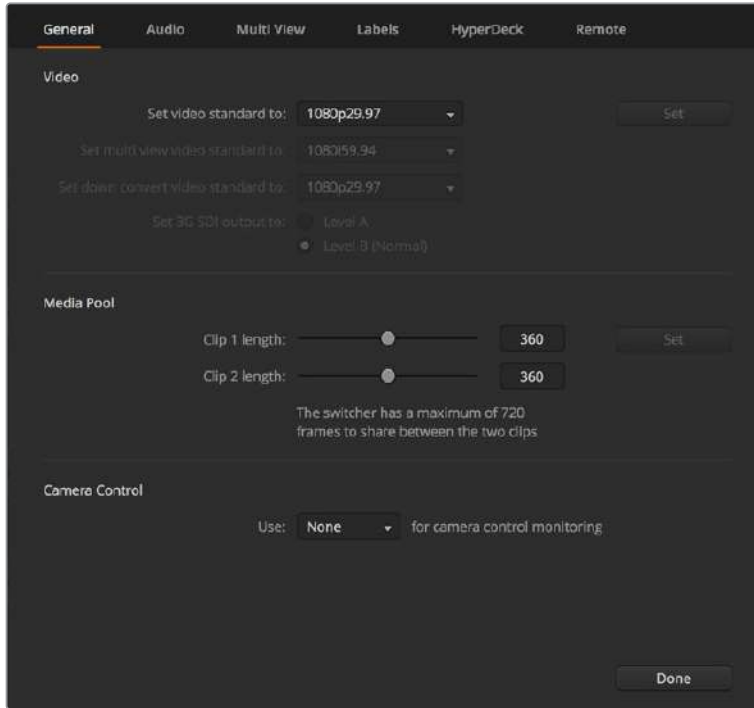 General Audio Multi View Labels HyperDeck Remote
Video
Set video standard to: 1080p29.97 Set
Set multi view video standard to: 1080i59.94
Set down convert video standard to: 1080p29.97
Set 3G SDI output to: Level A
Level B (Normal)
Media Pool
Clip 1 length: 360 Set
Clip 2 length: 360
The switcher has a maximum of 720
frames to share between the two clips
Camera Control
Use: None for camera control monitoring
Done